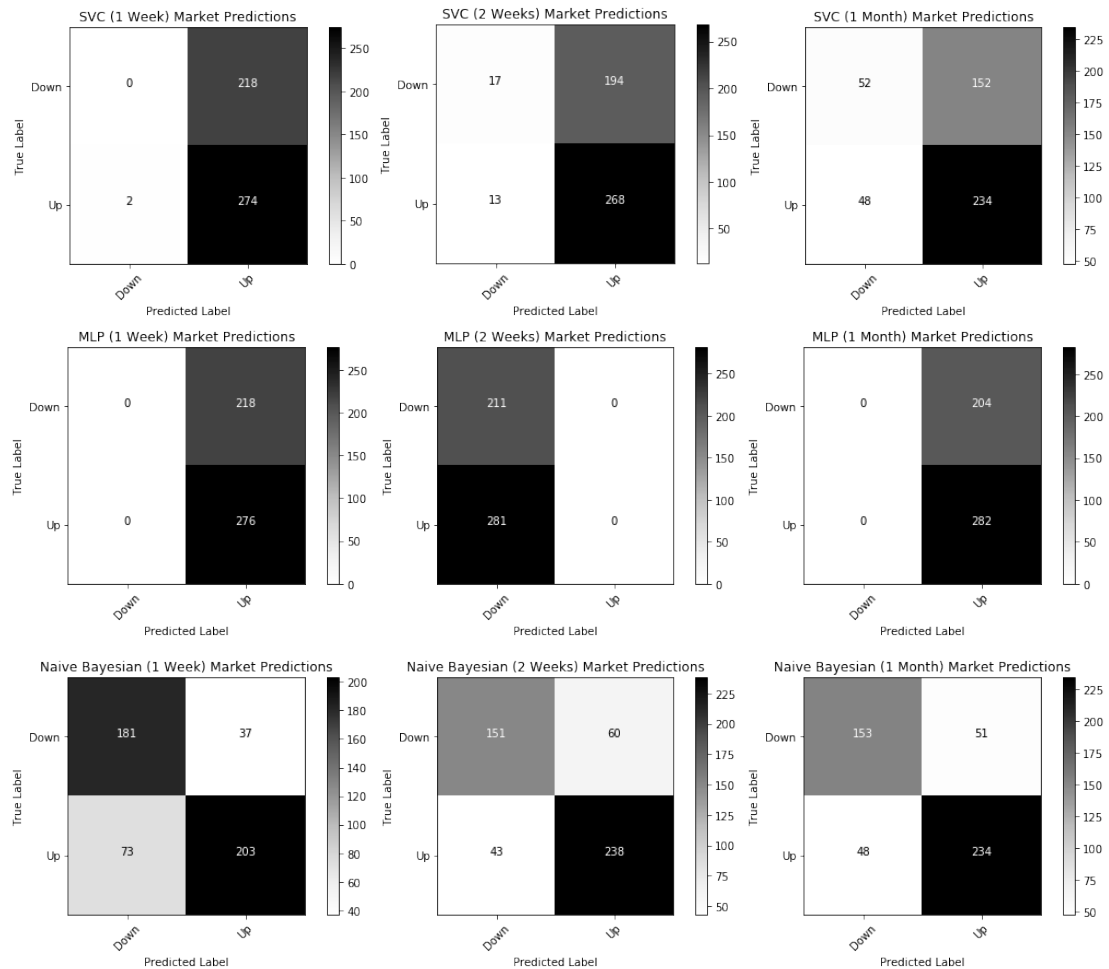 SVC (1 Week) Market Predictions
Down
Up
True Label
0
218
2
274
Down
Up
Predicted Label
250
200
150
100
50
0
SVC (2 Weeks) Market Predictions
Down
Up
True Label
17
194
13
268
Down
Up
Predicted Label
250
200
150
100
50
SVC (1 Month) Market Predictions
Down
Up
True Label
52
152
48
234
Down
Up
Predicted Label
225
200
175
150
125
100
75
50
MLP (1 Week) Market Predictions
Down
Up
True Label
0
218
0
276
Down
Up
Predicted Label
250
200
150
100
50
0
MLP (2 Weeks) Market Predictions
Down
Up
True Label
211
0
281
0
Down
Up
Predicted Label
250
200
150
100
50
0
MLP (1 Month) Market Predictions
Down
Up
True Label
0
204
0
282
Down
Up
Predicted Label
250
200
150
100
50
0
Naive Bayesian (1 Week) Market Predictions
Down
Up
True Label
181
37
73
203
Down
Up
Predicted Label
200
180
160
140
120
100
80
60
40
Naive Bayesian (2 Weeks) Market Predictions
Down
Up
True Label
151
60
43
238
Down
Up
Predicted Label
225
200
175
150
125
100
75
50
Naive Bayesian (1 Month) Market Predictions
Down
Up
True Label
153
51
48
234
Down
Up
Predicted Label
225
200
175
150
125
100
75
50